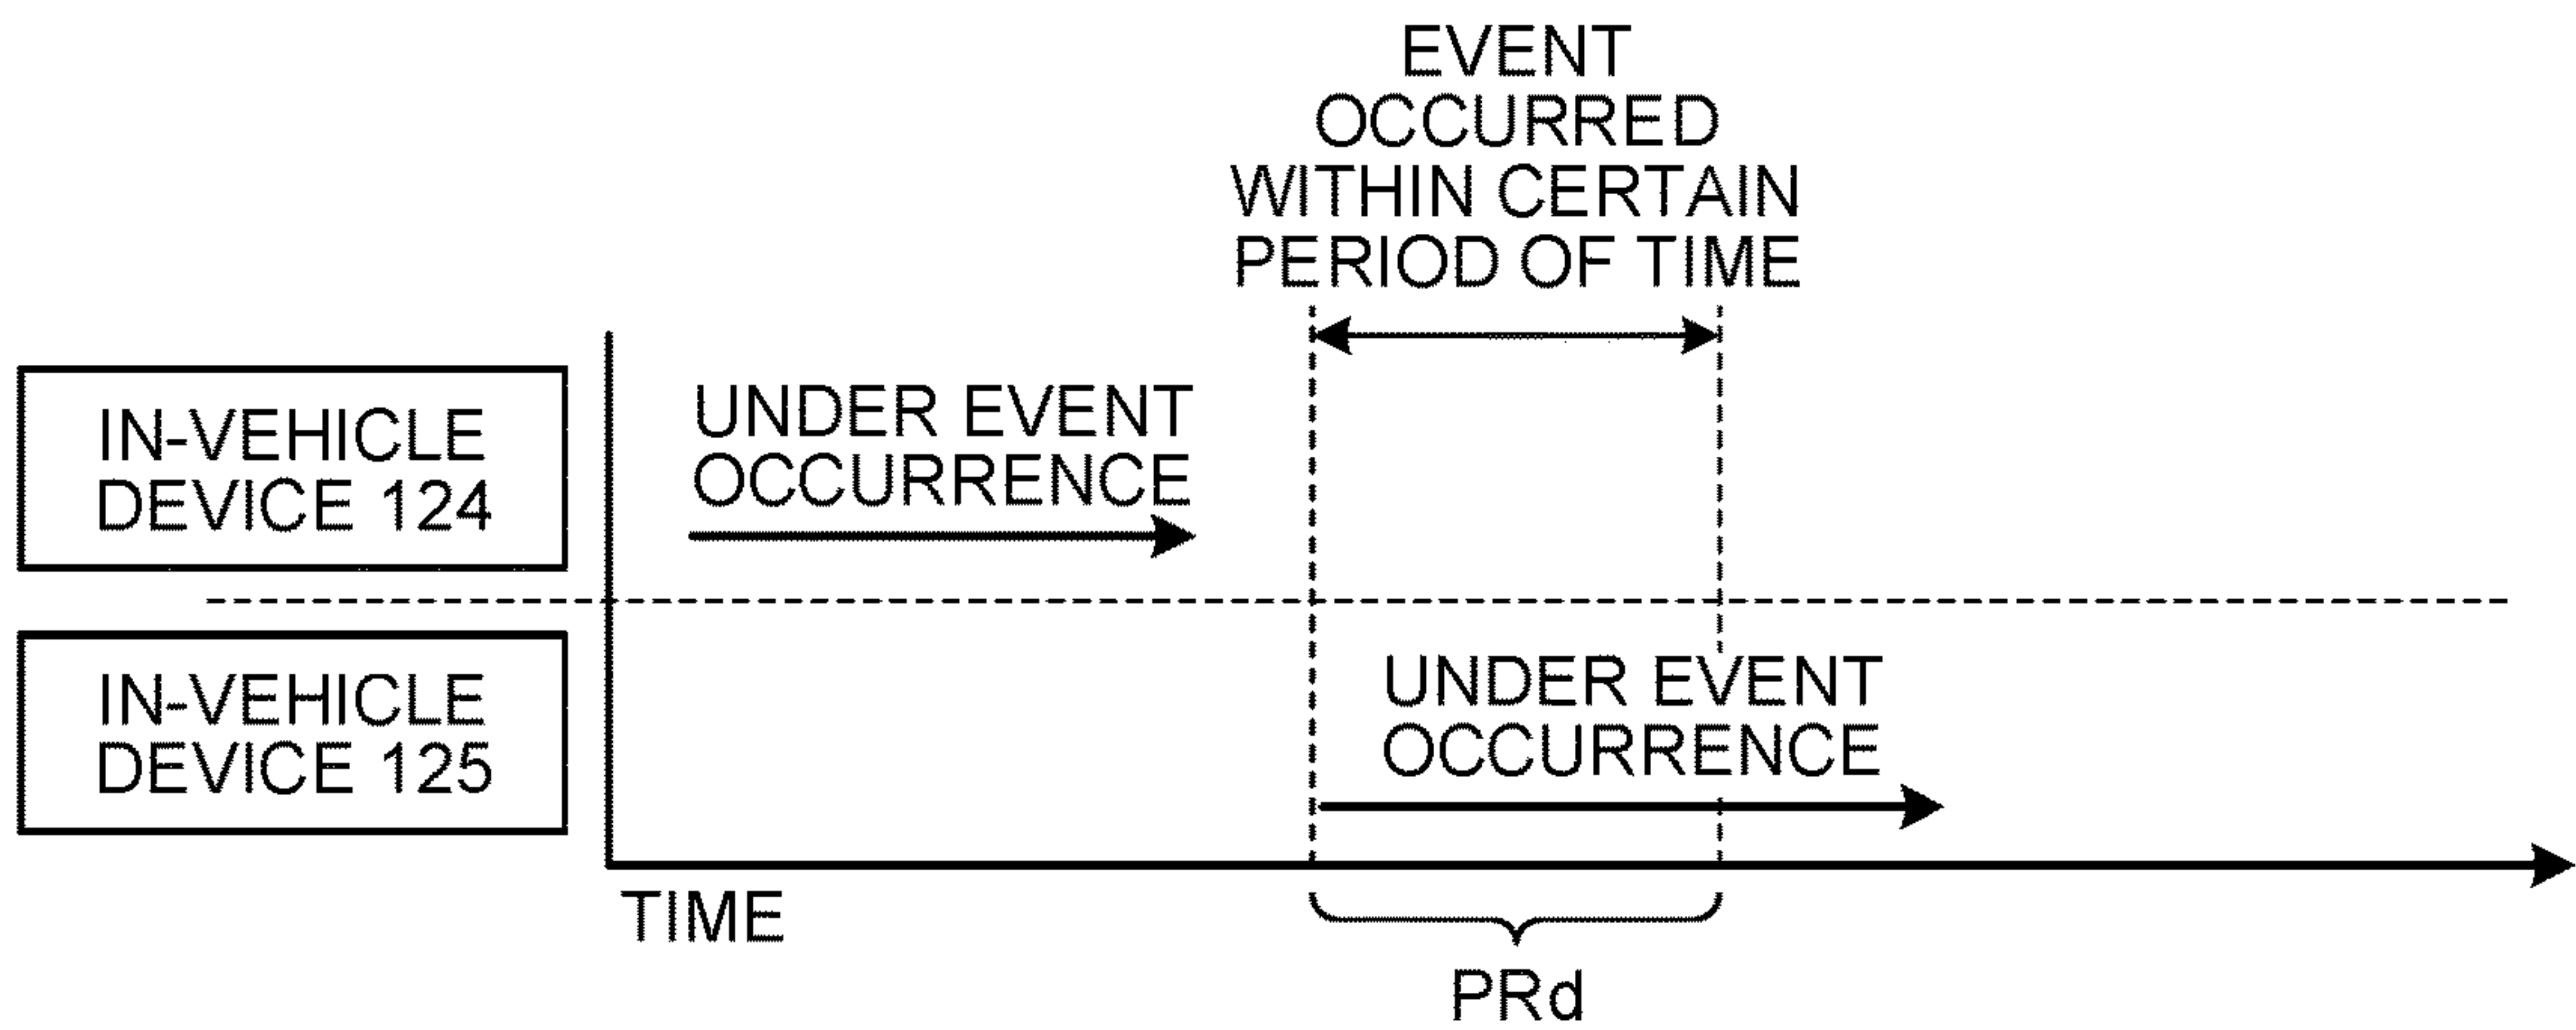 EVENT
OCCURRED
WITHIN CERTAIN
PERIOD OF TIME
IN-VEHICLE
DEVICE 124
UNDER EVENT
OCCURRENCE
IN-VEHICLE
DEVICE 125
UNDER EVENT
OCCURRENCE
TIME
PRd